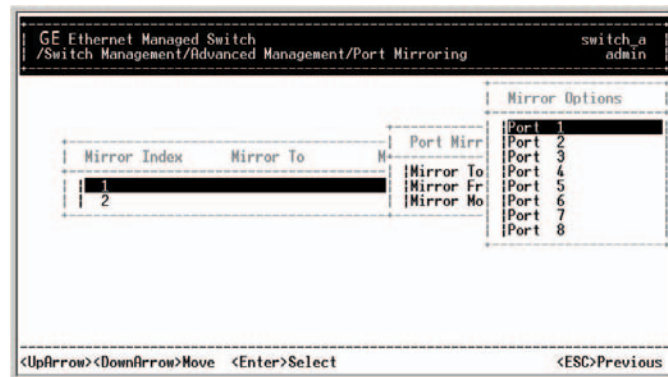 GE Ethernet Managed Switch switch_a
/Switch Management/Advanced Management/Port Mirroring admin
Mirror Options
Port 1
Port 2
Port 3
Port 4
Port 5
Port 6
Port 7
Port 8
Port Mirr
Mirror To
Mirror Fr
Mirror Mo
Mirror Index Mirror To M
1
2
<UpArrow><DownArrow>Move <Enter>Select <ESC>Previous